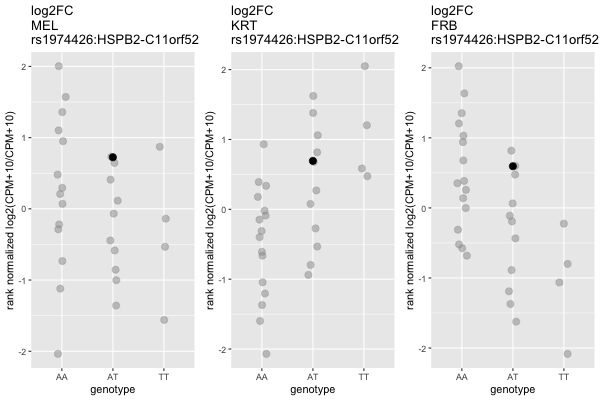 log2FC
MEL
rs1974426:HSPB2-C11orf52
rank normalized log2(CPM+10/CPM+10)
2
1
0
-1
-2
AA
AT
TT
genotype
log2FC
KRT
rs1974426:HSPB2-C11orf52
rank normalized log2(CPM+10/CPM+10)
2
1
0
-1
-2
AA
AT
TT
genotype
log2FC
FRB
rs1974426:HSPB2-C11orf52
rank normalized log2(CPM+10/CPM+10)
2
1
0
-1
-2
AA
AT
TT
genotype